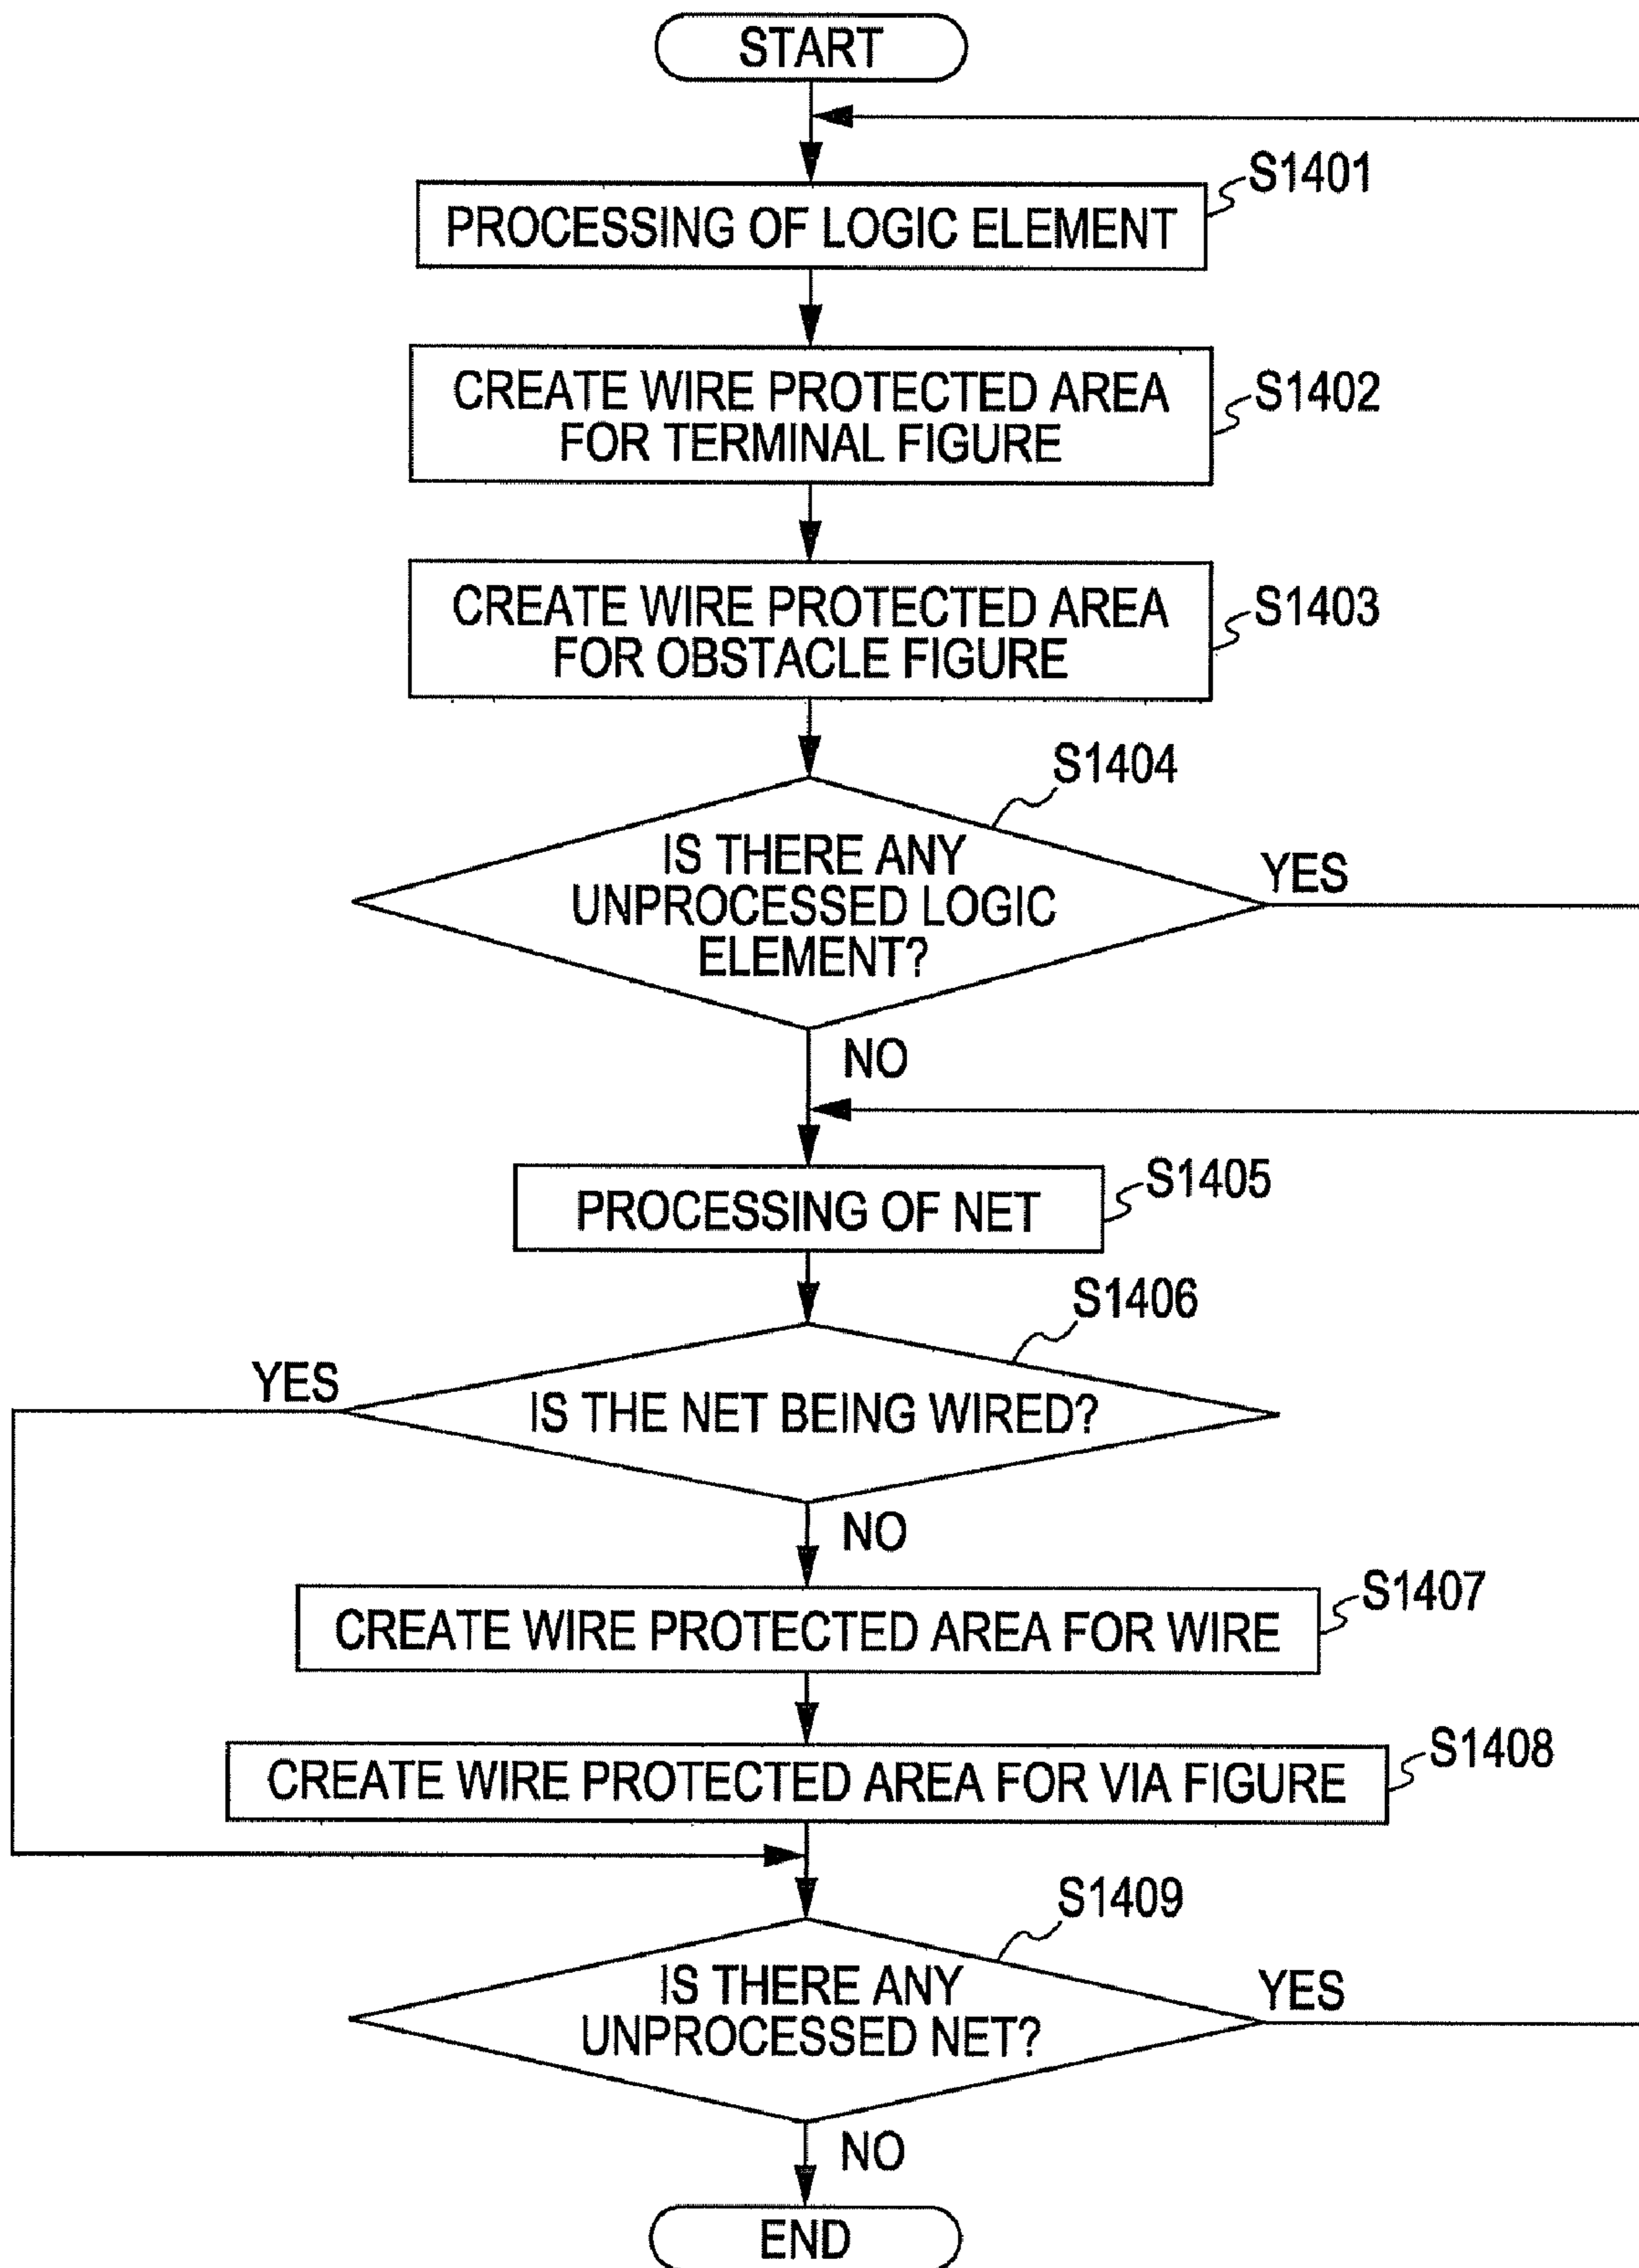 START
S1401
PROCESSING OF LOGIC ELEMENT
CREATE WIRE PROTECTED AREA
FOR TERMINAL FIGURE
S1402
CREATE WIRE PROTECTED AREA
FOR OBSTACLE FIGURE
S1403
S1404
IS THERE ANY
UNPROCESSED LOGIC
ELEMENT?
YES
NO
S1405
PROCESSING OF NET
S1406
YES
IS THE NET BEING WIRED?
NO
S1407
CREATE WIRE PROTECTED AREA FOR WIRE
S1408
CREATE WIRE PROTECTED AREA FOR VIA FIGURE
S1409
IS THERE ANY
UNPROCESSED NET?
YES
NO
END